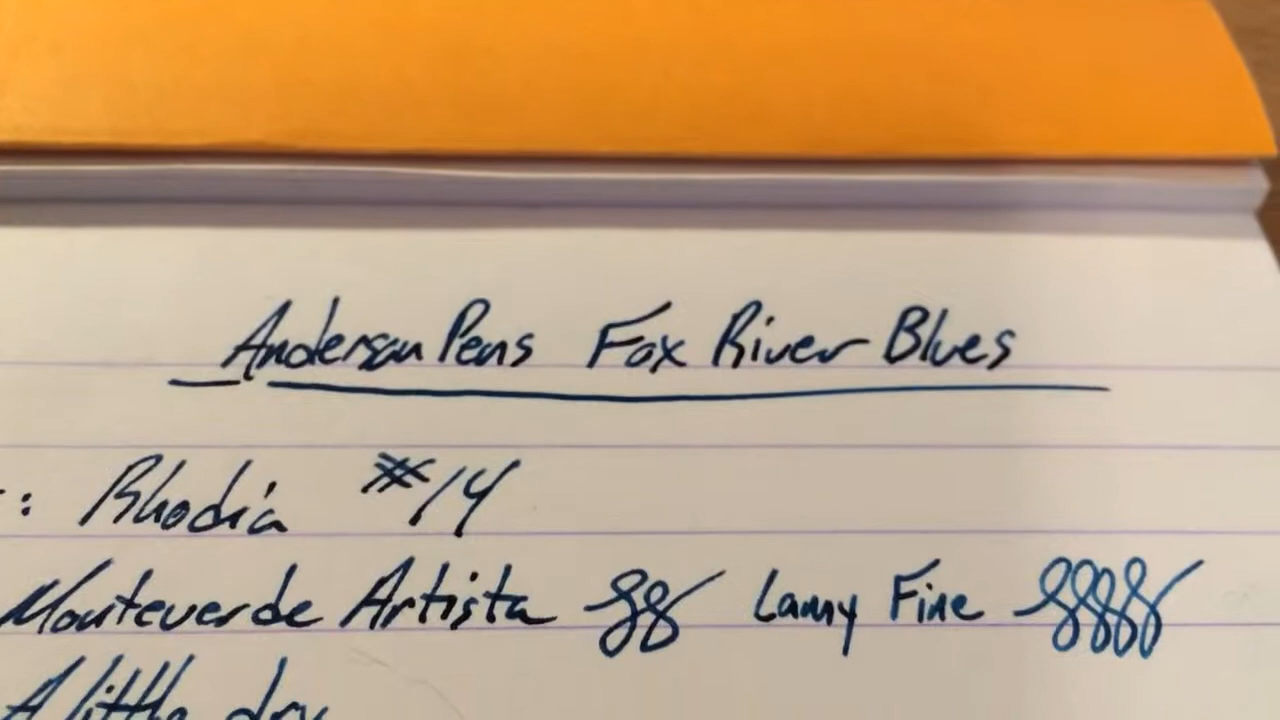 Anderson Pens Fox River Blues
: Rhodia #14
Monteverde Artista Lamy Fine
A little dry